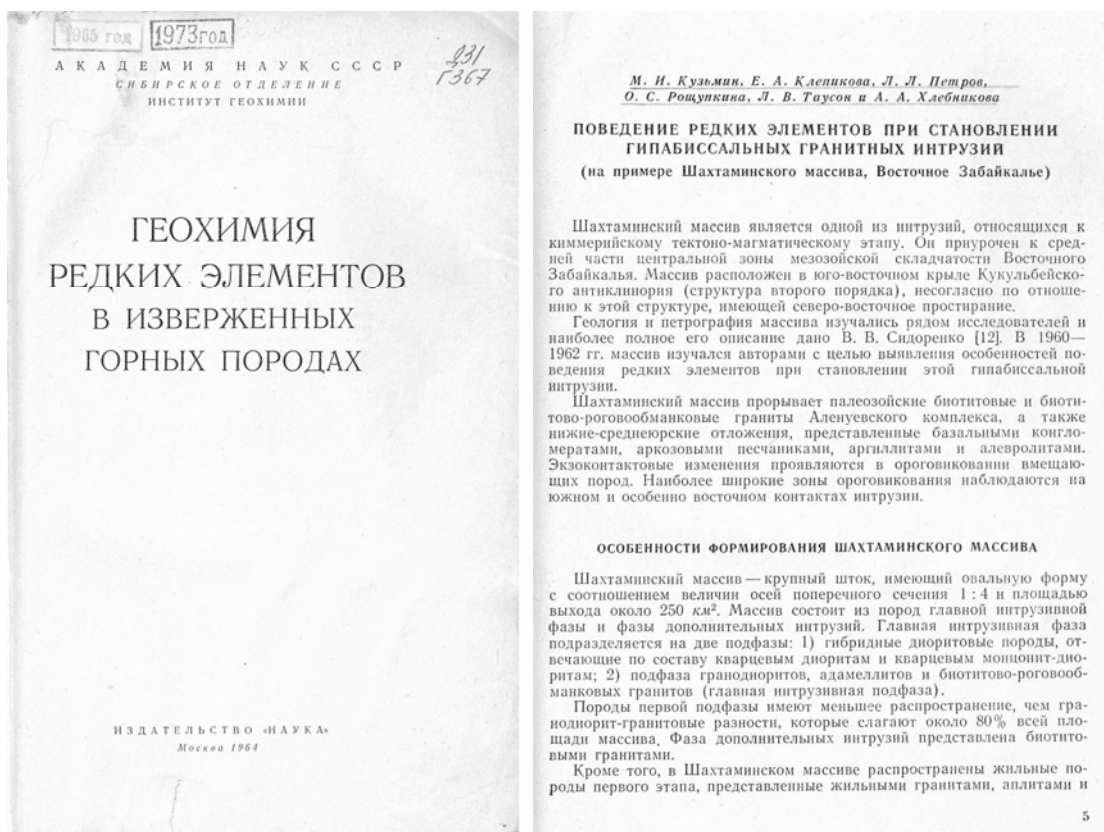 1965 год 1973год
АКАДЕМИЯ НАУК СССР
СИБИРСКОЕ ОТДЕЛЕНИЕ
ИНСТИТУТ ГЕОХИМИИ
231
Г367
ГЕОХИМИЯ
РЕДКИХ ЭЛЕМЕНТОВ
В ИЗВЕРЖЕННЫХ
ГОРНЫХ ПОРОДАХ
ИЗДАТЕЛЬСТВО «НАУКА»
Москва 1964
М. И. Кузьмин, Е. А. Клепикова, Л. Л. Петров,
О. С. Рощупкина, Л. В. Таусон и А. А. Хлебникова
ПОВЕДЕНИЕ РЕДКИХ ЭЛЕМЕНТОВ ПРИ СТАНОВЛЕНИИ
ГИПАБИССАЛЬНЫХ ГРАНИТНЫХ ИНТРУЗИЙ
(на примере Шахтаминского массива, Восточное Забайкалье)
Шахтаминский массив является одной из интрузий, относящихся к
киммерийскому тектоно-магматическому этапу. Он приурочен к сред-
ней части центральной зоны мезозойской складчатости Восточного
Забайкалья. Массив расположен в юго-восточном крыле Кукульбейско-
го антиклинория (структура второго порядка), несогласно по отноше-
нию к этой структуре, имеющей северо-восточное простирание.
Геология и петрография массива изучались рядом исследователей и
наиболее полное его описание дано В. В. Сидоренко [12]. В 1960—
1962 гг. массив изучался авторами с целью выявления особенностей по-
ведения редких элементов при становлении этой гипабиссальной
интрузии.
Шахтаминский массив прорывает палеозойские биотитовые и биоти-
тово-роговообманковые граниты Аленуевского комплекса, а также
нижне-среднеюрские отложения, представленные базальными конгло-
мератами, аркозовыми песчаниками, аргиллитами и алевролитами.
Экзоконтактовые изменения проявляются в ороговиковании вмещаю-
щих пород. Наиболее широкие зоны ороговикования наблюдаются на
южном и особенно восточном контактах интрузии.
ОСОБЕННОСТИ ФОРМИРОВАНИЯ ШАХТАМИНСКОГО МАССИВА
Шахтаминский массив — крупный шток, имеющий овальную форму
с соотношением величин осей поперечного сечения 1 : 4 и площадью
выхода около 250 км². Массив состоит из пород главной интрузивной
фазы и фазы дополнительных интрузий. Главная интрузивная фаза
подразделяется на две подфазы: 1) гибридные диоритовые породы, от-
вечающие по составу кварцевым диоритам и кварцевым монцонит-дио-
ритам; 2) подфаза гранодиоритов, адамеллитов и биотитово-роговооб-
манковых гранитов (главная интрузивная подфаза).
Породы первой подфазы имеют меньшее распространение, чем гра-
нодиорит-гранитовые разности, которые слагают около 80% всей пло-
щади массива. Фаза дополнительных интрузий представлена биотито-
выми гранитами.
Кроме того, в Шахтаминском массиве распространены жильные по-
роды первого этапа, представленные жильными гранитами, аплитами и
5